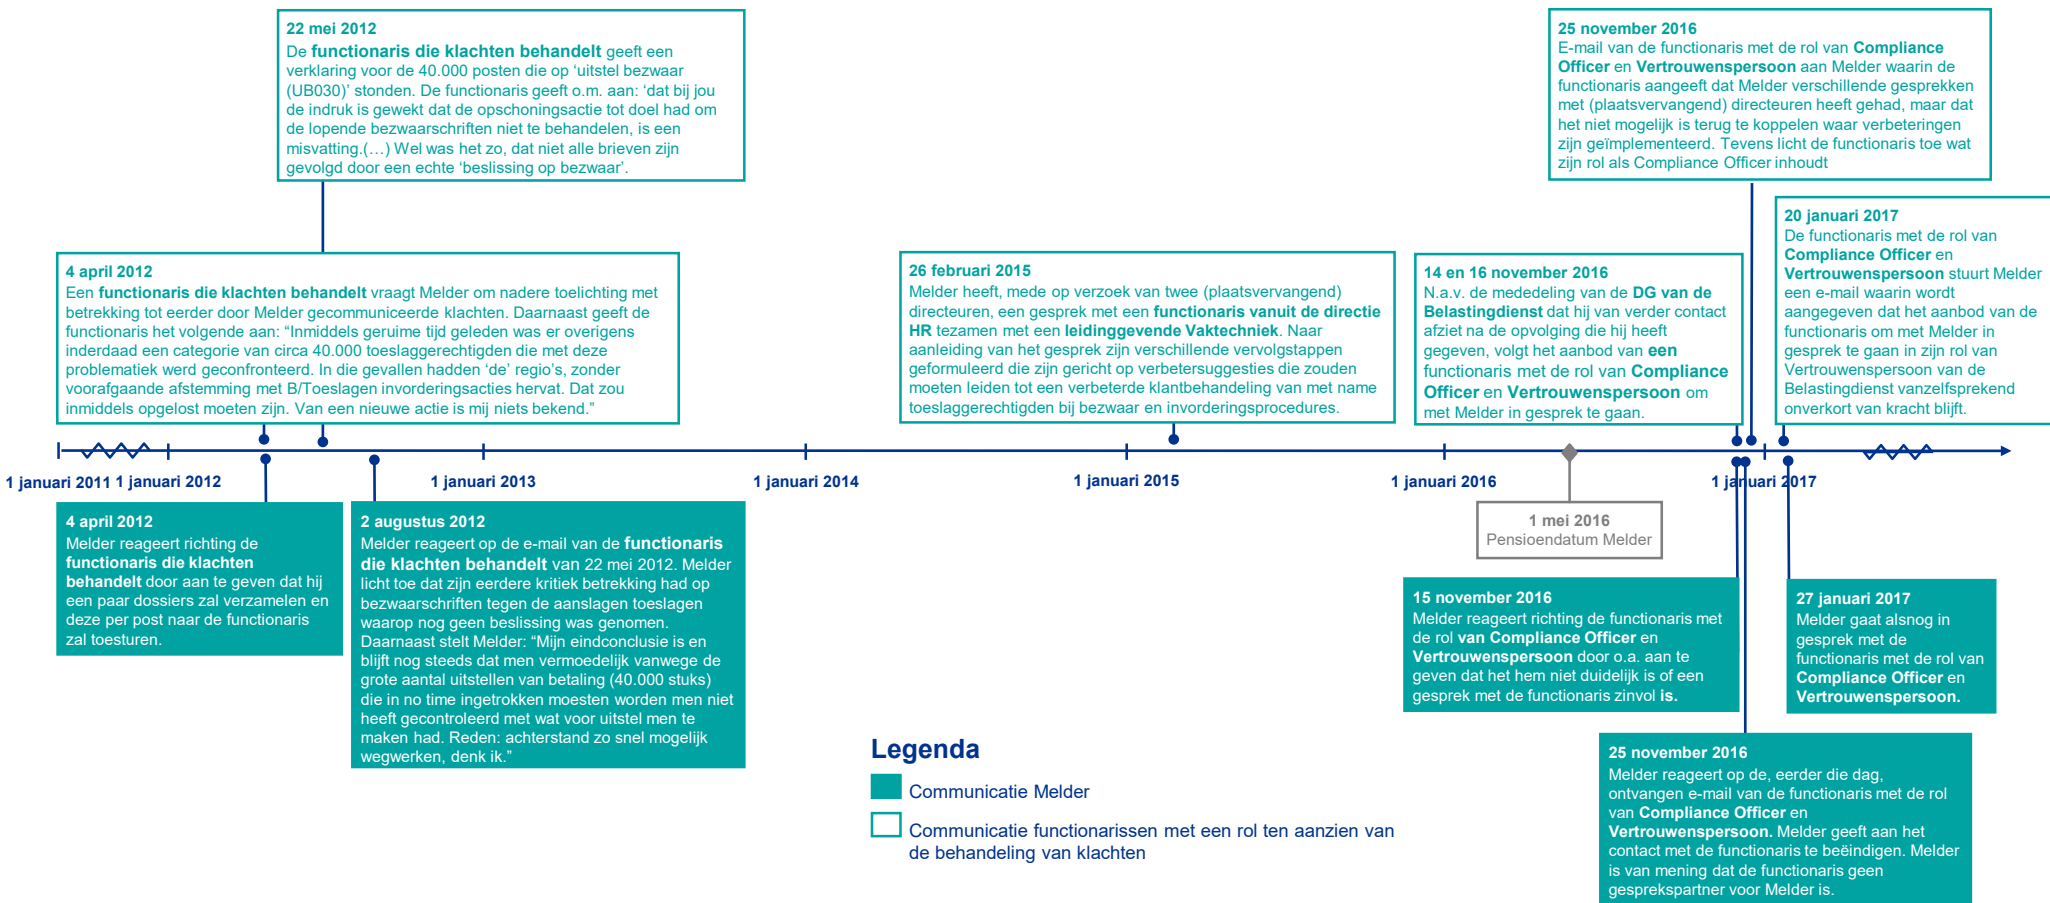 22 mei 2012
De functionaris die klachten behandelt geeft een
verklaring voor de 40.000 posten die op ‘uitstel bezwaar
(UB030)’ stonden. De functionaris geeft o.m. aan: ‘dat bij jou
de indruk is gewekt dat de opschoningsactie tot doel had om
de lopende bezwaarschriften niet te behandelen, is een
misvatting.(…) Wel was het zo, dat niet alle brieven zijn
gevolgd door een echte ‘beslissing op bezwaar’.
25 november 2016
E-mail van de functionaris met de rol van Compliance
Officer en Vertrouwenspersoon aan Melder waarin de
functionaris aangeeft dat Melder verschillende gesprekken
met (plaatsvervangend) directeuren heeft gehad, maar dat
het niet mogelijk is terug te koppelen waar verbeteringen
zijn geïmplementeerd. Tevens licht de functionaris toe wat
zijn rol als Compliance Officer inhoudt
4 april 2012
Een functionaris die klachten behandelt vraagt Melder om nadere toelichting met
betrekking tot eerder door Melder gecommuniceerde klachten. Daarnaast geeft de
functionaris het volgende aan: “Inmiddels geruime tijd geleden was er overigens
inderdaad een categorie van circa 40.000 toeslaggerechtigden die met deze
problematiek werd geconfronteerd. In die gevallen hadden ‘de’ regio’s, zonder
voorafgaande afstemming met B/Toeslagen invorderingsacties hervat. Dat zou
inmiddels opgelost moeten zijn. Van een nieuwe actie is mij niets bekend.”
26 februari 2015
Melder heeft, mede op verzoek van twee (plaatsvervangend)
directeuren, een gesprek met een functionaris vanuit de directie
HR tezamen met een leidinggevende Vaktechniek. Naar
aanleiding van het gesprek zijn verschillende vervolgstappen
geformuleerd die zijn gericht op verbetersuggesties die zouden
moeten leiden tot een verbeterde klantbehandeling van met name
toeslaggerechtigden bij bezwaar en invorderingsprocedures.
14 en 16 november 2016
N.a.v. de mededeling van de DG van de
Belastingdienst dat hij van verder contact
afziet na de opvolging die hij heeft
gegeven, volgt het aanbod van een
functionaris met de rol van Compliance
Officer en Vertrouwenspersoon om
met Melder in gesprek te gaan.
20 januari 2017
De functionaris met de rol van
Compliance Officer en
Vertrouwenspersoon stuurt Melder
een e-mail waarin wordt
aangegeven dat het aanbod van de
functionaris om met Melder in
gesprek te gaan in zijn rol van
Vertrouwenspersoon van de
Belastingdienst vanzelfsprekend
onverkort van kracht blijft.
1 januari 2011
1 januari 2012
1 januari 2013
1 januari 2014
1 januari 2015
1 januari 2016
1 januari 2017
4 april 2012
Melder reageert richting de
functionaris die klachten
behandelt door aan te geven dat hij
een paar dossiers zal verzamelen en
deze per post naar de functionaris
zal toesturen.
2 augustus 2012
Melder reageert op de e-mail van de functionaris
die klachten behandelt van 22 mei 2012. Melder
licht toe dat zijn eerdere kritiek betrekking had op
bezwaarschriften tegen de aanslagen toeslagen
waarop nog geen beslissing was genomen.
Daarnaast stelt Melder: “Mijn eindconclusie is en
blijft nog steeds dat men vermoedelijk vanwege de
grote aantal uitstellen van betaling (40.000 stuks)
die in no time ingetrokken moesten worden men niet
heeft gecontroleerd met wat voor uitstel men te
maken had. Reden: achterstand zo snel mogelijk
wegwerken, denk ik.”
1 mei 2016
Pensioendatum Melder
15 november 2016
Melder reageert richting de functionaris met
de rol van Compliance Officer en
Vertrouwenspersoon door o.a. aan te
geven dat het hem niet duidelijk is of een
gesprek met de functionaris zinvol is.
27 januari 2017
Melder gaat alsnog in
gesprek met de
functionaris met de rol van
Compliance Officer en
Vertrouwenspersoon.
25 november 2016
Melder reageert op de, eerder die dag,
ontvangen e-mail van de functionaris met de rol
van Compliance Officer en
Vertrouwenspersoon. Melder geeft aan het
contact met de functionaris te beëindigen. Melder
is van mening dat de functionaris geen
gesprekspartner voor Melder is.
Legenda
Communicatie Melder
Communicatie functionarissen met een rol ten aanzien van
de behandeling van klachten